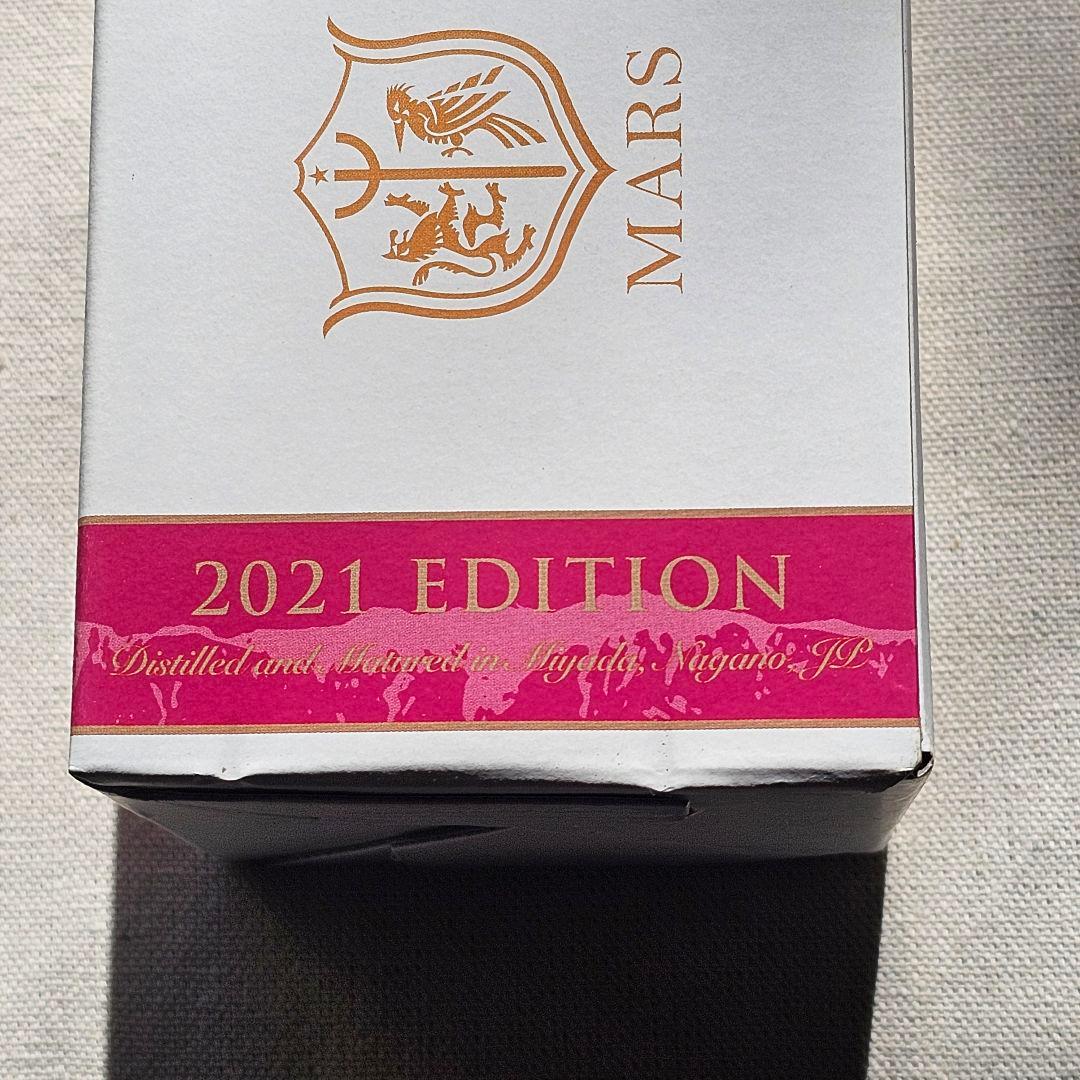 MARS
2021 EDITION
Distilled and Matured in Miyada, Nagano, JP